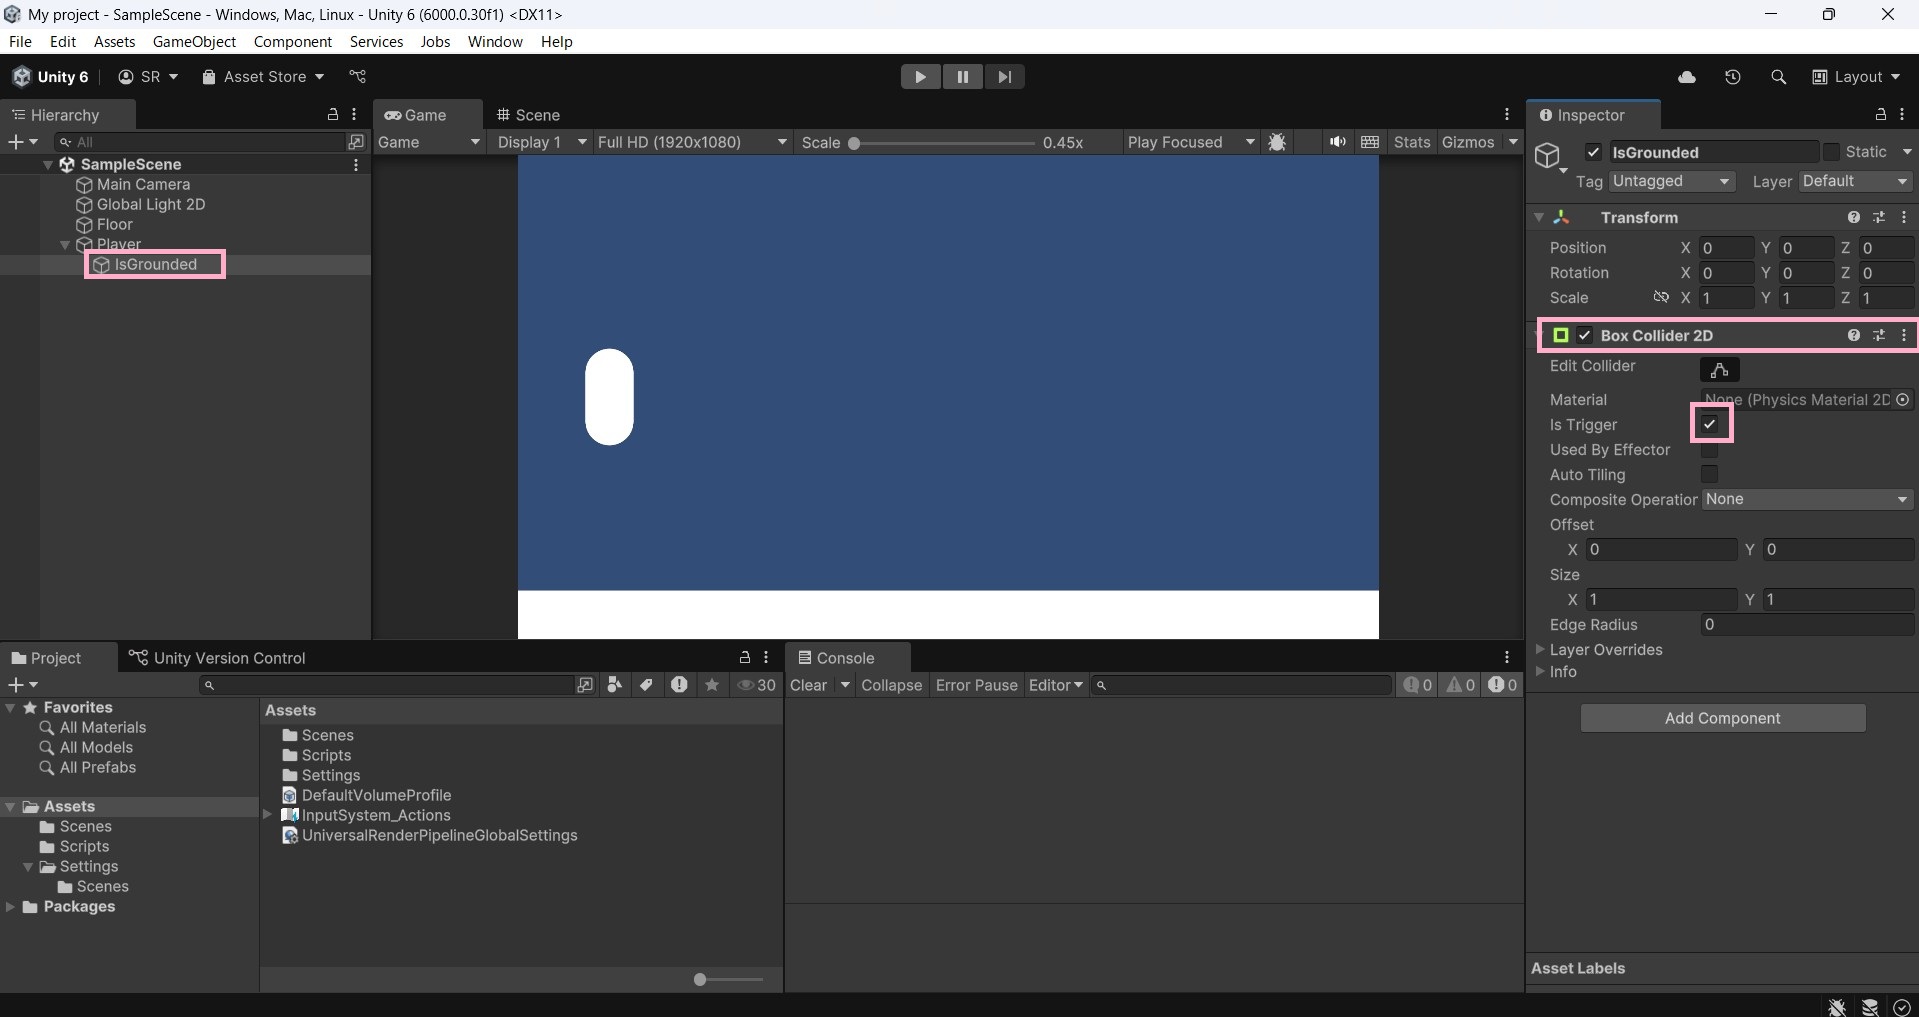 My project - SampleScene - Windows, Mac, Linux - Unity 6 (6000.0.30f1) <DX11>
File Edit Assets GameObject Component Services Jobs Window Help
Unity 6 SR Asset Store Layout
Hierarchy
All
SampleScene
Main Camera
Global Light 2D
Floor
Player
IsGrounded
Game Scene
Game Display 1 Full HD (1920x1080) Scale 0.45x Play Focused Stats Gizmos
Inspector
IsGrounded Static
Tag Untagged Layer Default
Transform
Position X 0 Y 0 Z 0
Rotation X 0 Y 0 Z 0
Scale X 1 Y 1 Z 1
Box Collider 2D
Edit Collider
Material None (Physics Material 2D
Is Trigger
Used By Effector
Auto Tiling
Composite Operation None
Offset
X 0 Y 0
Size
X 1 Y 1
Edge Radius 0
Layer Overrides
Info
Add Component
Asset Labels
Project Unity Version Control
30
Favorites
All Materials
All Models
All Prefabs
Assets
Scenes
Scripts
Settings
Scenes
Packages
Assets
Scenes
Scripts
Settings
DefaultVolumeProfile
InputSystem_Actions
UniversalRenderPipelineGlobalSettings
Console
Clear Collapse Error Pause Editor 0 0 0